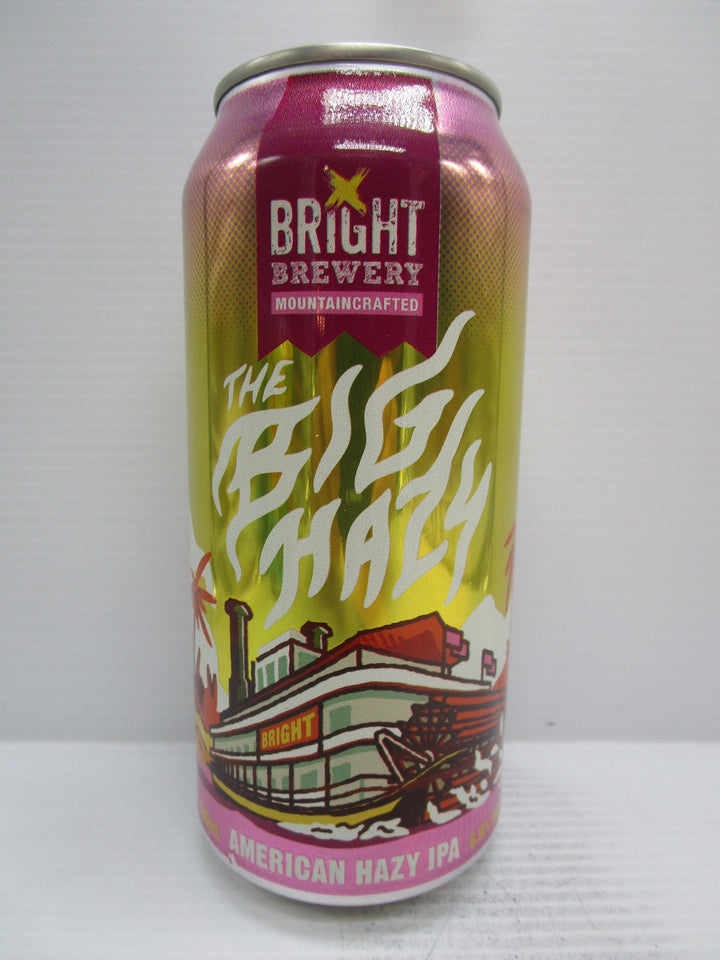 BRIGHT
BREWERY
MOUNTAINCRAFTED
THE
BIG
HAZY
BRIGHT
AMERICAN HAZY IPA